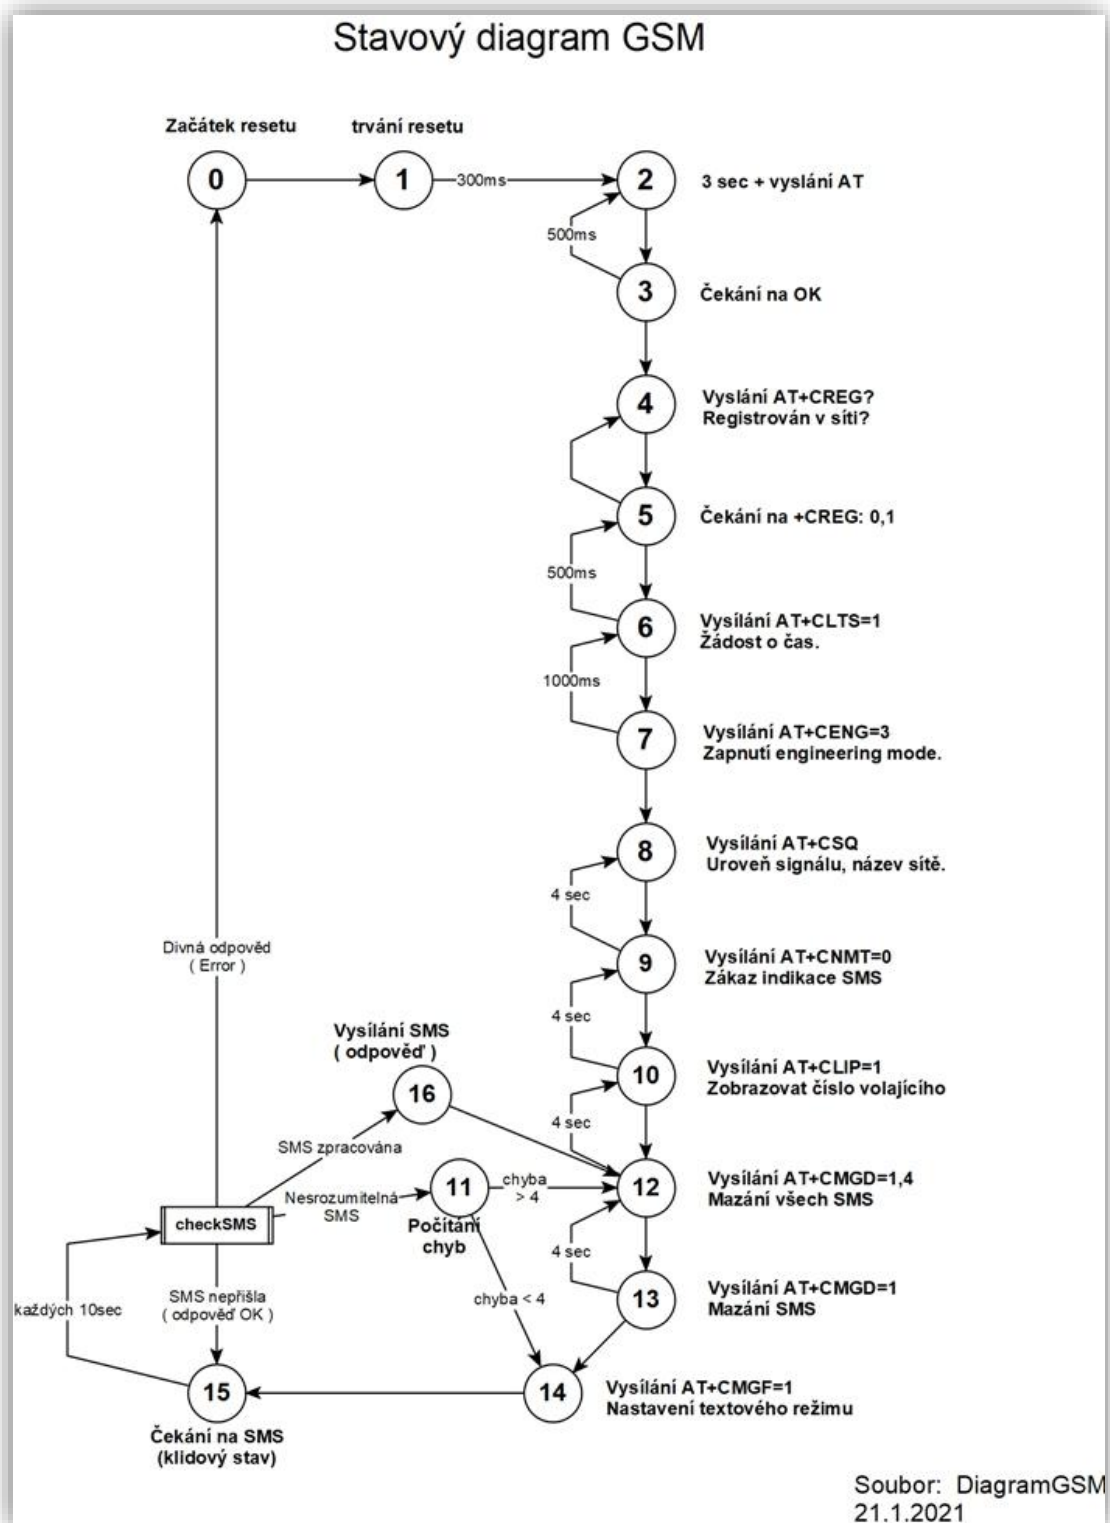 Stavový diagram GSM
Začátek resetu
trvání resetu
0
1
300ms
2
3 sec + vyslání AT
500ms
3
Čekání na OK
4
Vyslání AT+CREG?
Registrován v síti?
5
Čekání na +CREG: 0,1
500ms
6
Vysílání AT+CLTS=1
Žádost o čas.
1000ms
7
Vysílání AT+CENG=3
Zapnutí engineering mode.
8
Vysílání AT+CSQ
Uroveň signálu, název sítě.
4 sec
Divná odpověd
( Error )
9
Vysílání AT+CNMT=0
Zákaz indikace SMS
4 sec
Vysílání SMS
( odpověď )
10
Vysílání AT+CLIP=1
Zobrazovat číslo volajícího
16
4 sec
SMS zpracována
Nesrozumitelná
SMS
11
chyba
> 4
12
Vysílání AT+CMGD=1,4
Mazání všech SMS
checkSMS
Počítání
chyb
4 sec
každých 10sec
SMS nepřišla
( odpověď OK )
chyba < 4
13
Vysílání AT+CMGD=1
Mazání SMS
15
14
Vysílání AT+CMGF=1
Nastavení textového režimu
Čekání na SMS
(klidový stav)
Soubor: DiagramGSM
21.1.2021